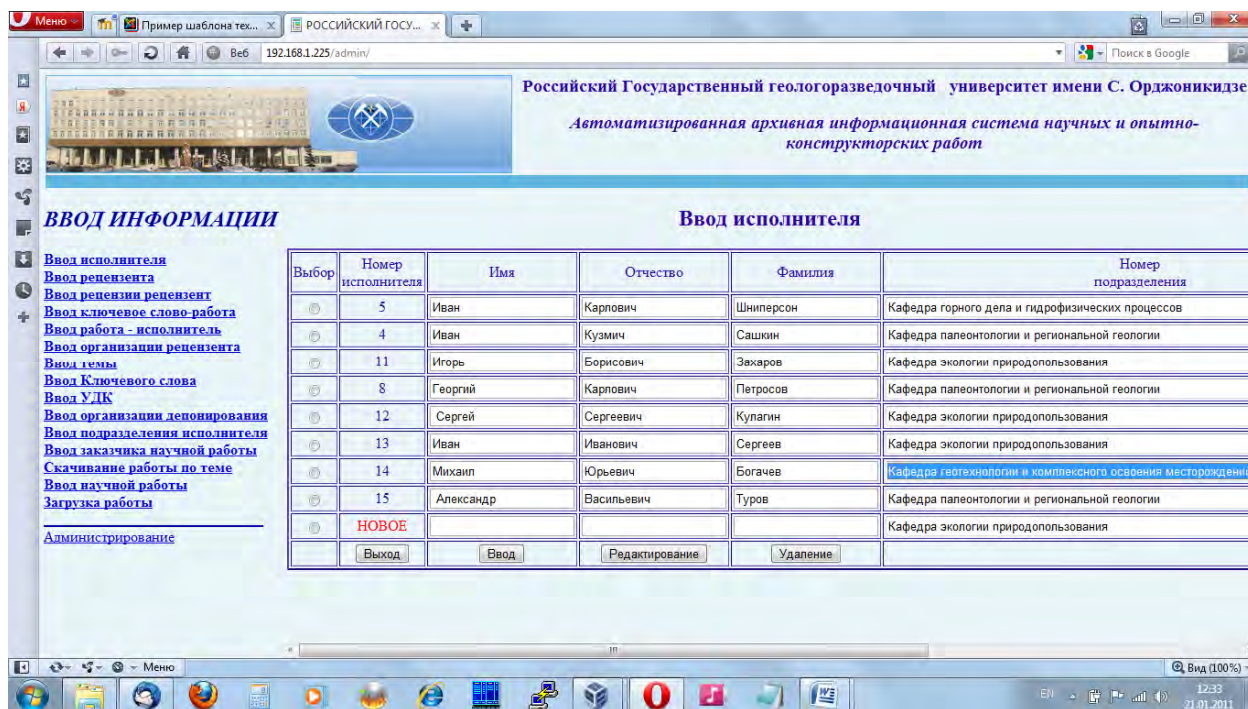 Меню
Пример шаблона тех...
РОССИЙСКИЙ ГОСУ...
Веб 192.168.1.225/admin/
Поиск в Google
Российский Государственный геологоразведочный университет имени С. Орджоникидзе
Автоматизированная архивная информационная система научных и опытно-
конструкторских работ
ВВОД ИНФОРМАЦИИ
Ввод исполнителя
Ввод рецензента
Ввод рецензии рецензент
Ввод ключевое слово-работа
Ввод работа - исполнитель
Ввод организации рецензента
Ввод темы
Ввод Ключевого слова
Ввод УДК
Ввод организации депонирования
Ввод подразделения исполнителя
Ввод заказчика научной работы
Скачивание работы по теме
Ввод научной работы
Загрузка работы
Администрирование
Ввод исполнителя
Выбор Номер исполнителя Имя Отчество Фамилия Номер подразделения
5 Иван Карпович Шниперсон Кафедра горного дела и гидрофизических процессов
4 Иван Кузмич Сашкин Кафедра палеонтологии и региональной геологии
11 Игорь Борисович Захаров Кафедра экологии природопользования
8 Георгий Карпович Петросов Кафедра палеонтологии и региональной геологии
12 Сергей Сергеевич Кулагин Кафедра экологии природопользования
13 Иван Иванович Сергеев Кафедра экологии природопользования
14 Михаил Юрьевич Богачев Кафедра геотехнологии и комплексного освоения месторождени
15 Александр Васильевич Туров Кафедра палеонтологии и региональной геологии
НОВОЕ Кафедра экологии природопользования
Выход Ввод Редактирование Удаление
Меню
Вид (100%)
EN
12:33
21.01.2011